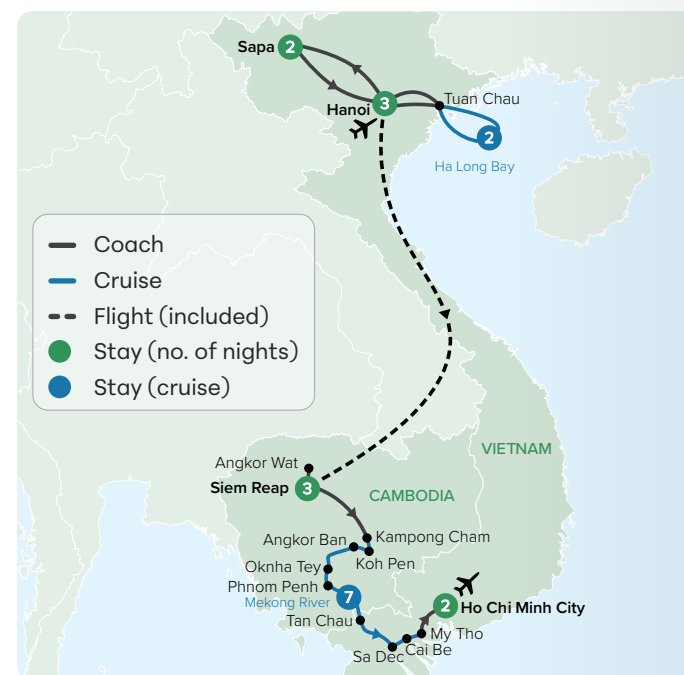 Sapa
2
Hanoi
3
Tuan Chau
2
Ha Long Bay
Coach
Cruise
Flight (included)
Stay (no. of nights)
Stay (cruise)
VIETNAM
Angkor Wat
Siem Reap
3
CAMBODIA
Angkor Ban
Kampong Cham
Koh Pen
Oknha Tey
Phnom Penh
Mekong River
7
2
Ho Chi Minh City
Tan Chau
My Tho
Cai Be
Sa Dec